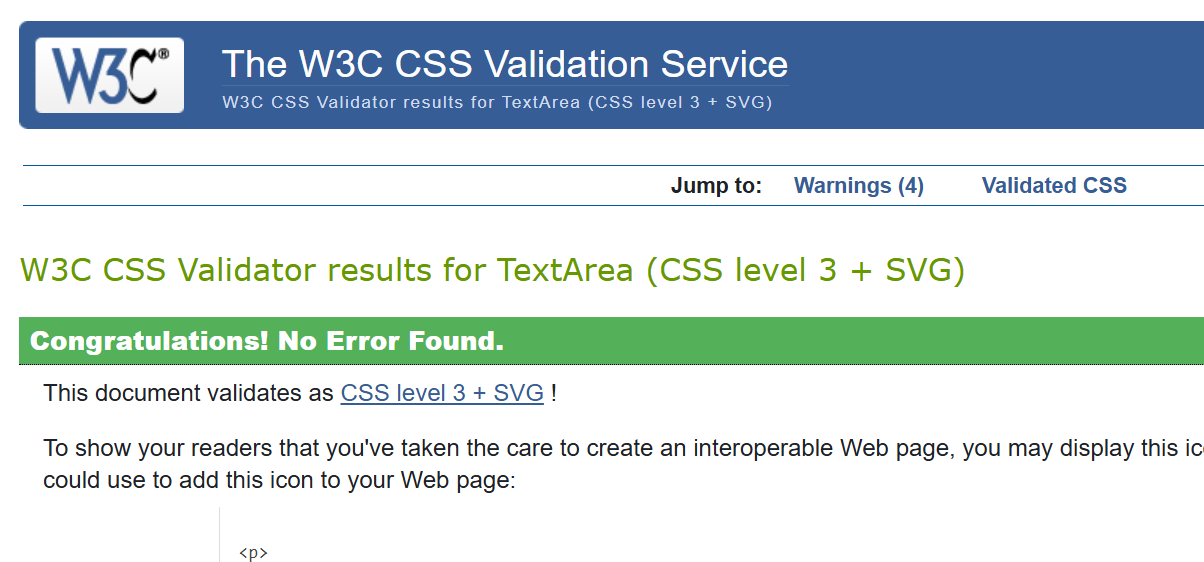 W3C®
The W3C CSS Validation Service
W3C CSS Validator results for TextArea (CSS level 3 + SVG)
Jump to: Warnings (4) Validated CSS
W3C CSS Validator results for TextArea (CSS level 3 + SVG)
Congratulations! No Error Found.
This document validates as CSS level 3 + SVG !
To show your readers that you've taken the care to create an interoperable Web page, you may display this ic
could use to add this icon to your Web page:
<p>